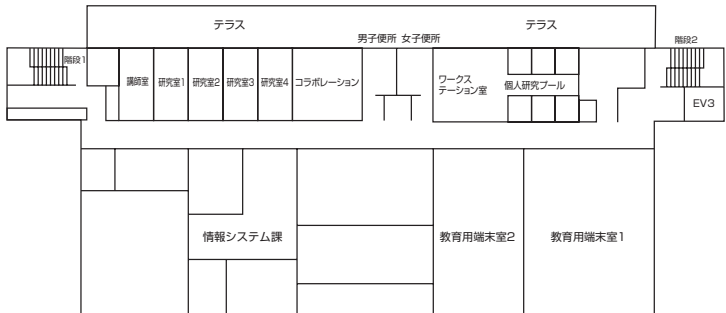 テラス
テラス
男子便所 女子便所
階段1
階段2
講師室
研究室1
研究室2
研究室3
研究室4
コラボレーション
ワークス
テーション室
個人研究プール
EV3
情報システム課
教育用端末室2
教育用端末室1